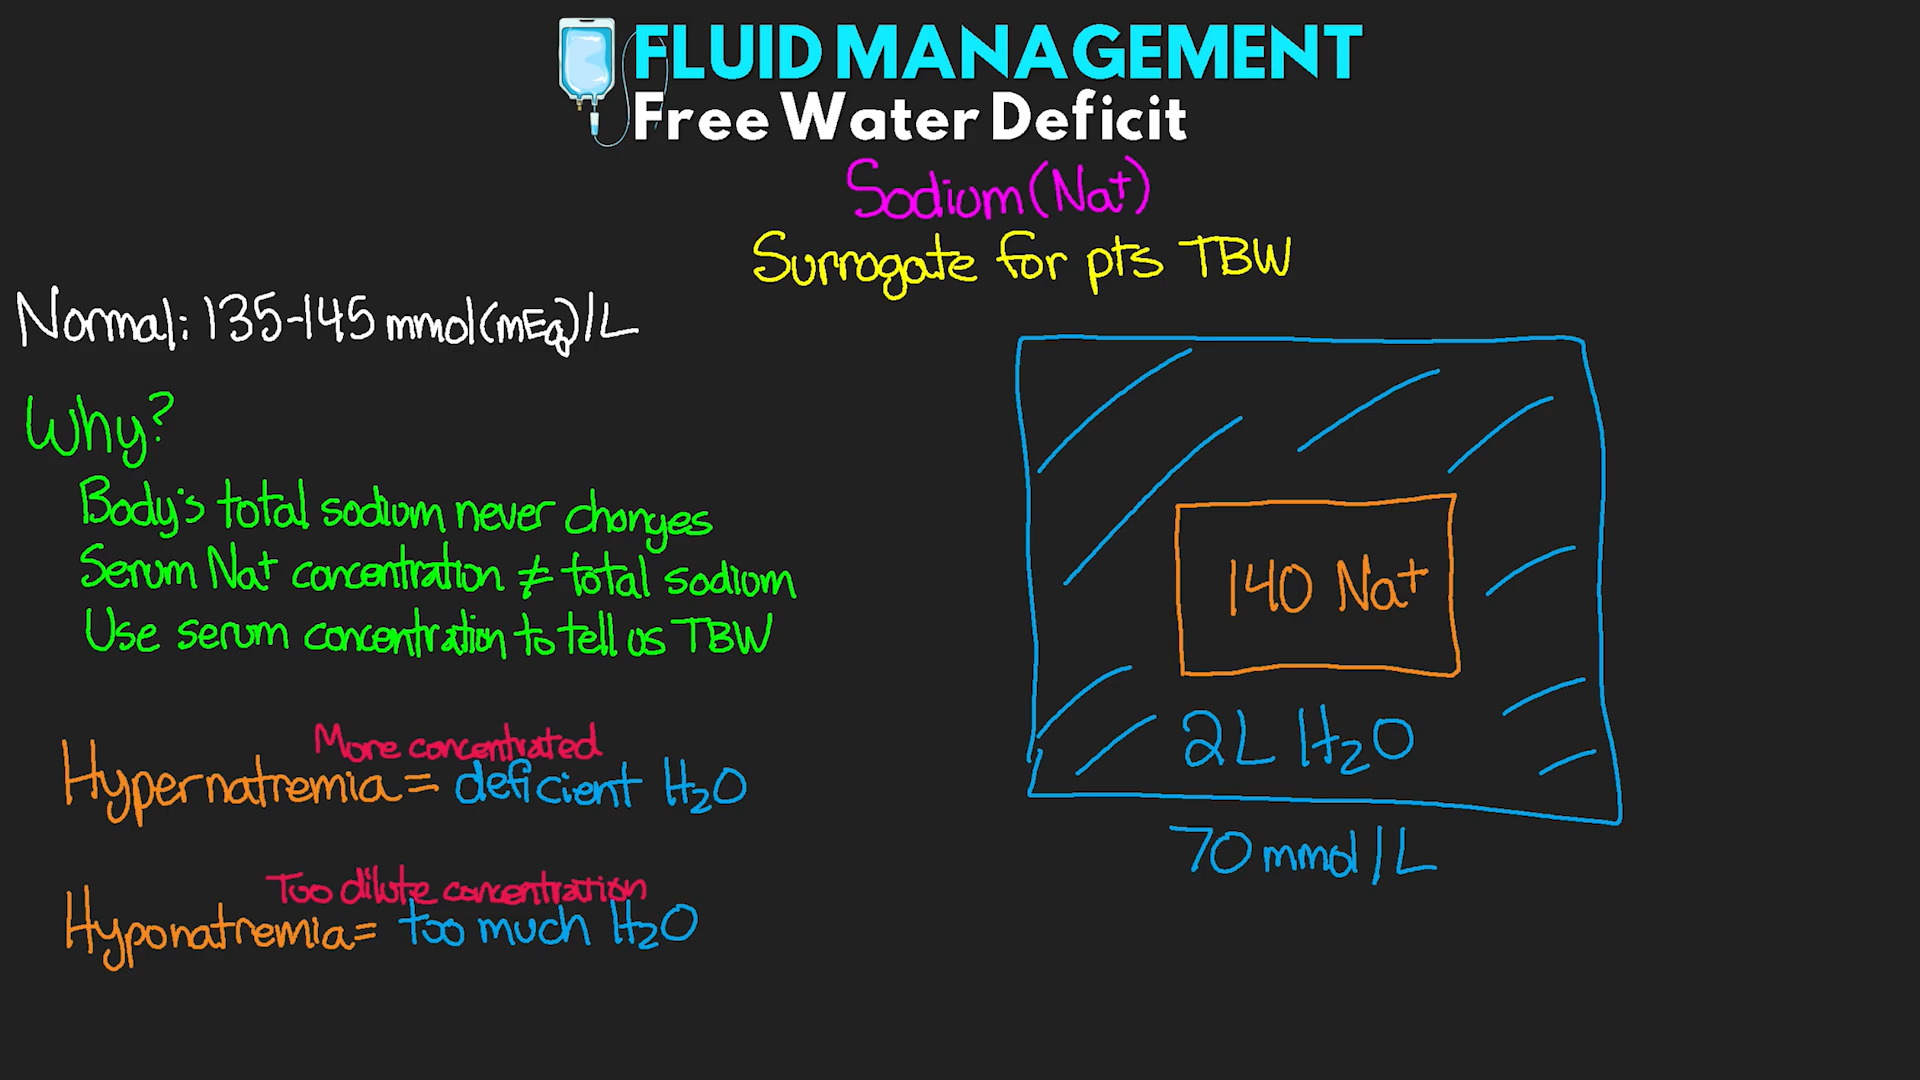 FLUID MANAGEMENT
Free Water Deficit
Sodium (Na+)
Surrogate for pts TBW
Normal: 135-145 mmol(mEq)/L
Why?
Body's total sodium never changes
Serum Na+ concentration ≠ total sodium
Use serum concentration to tell us TBW
More concentrated
Hypernatremia = deficient H₂O
Too dilute concentration
Hyponatremia = too much H₂O
140 Na+
2L H₂O
70 mmol/L